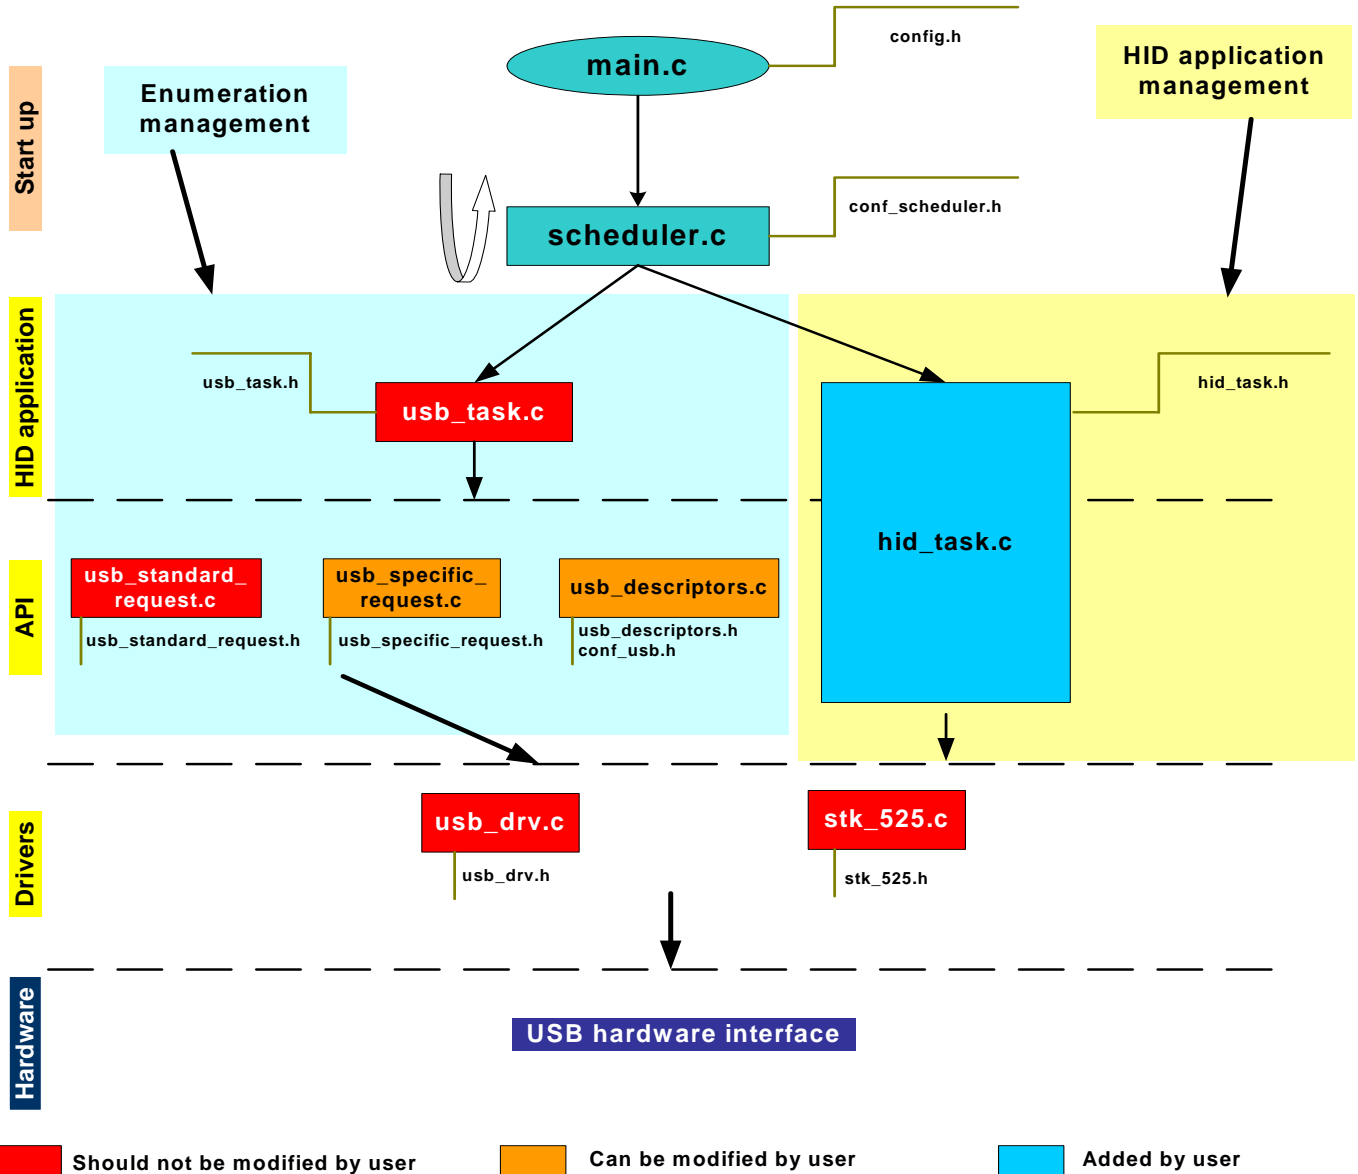 config.h
main.c
HID application
management
Enumeration
management
Start up
conf_scheduler.h
scheduler.c
HID application
usb_task.h
usb_task.c
hid_task.h
hid_task.c
API
usb_standard_
request.c
usb_standard_request.h
usb_specific_
request.c
usb_specific_request.h
usb_descriptors.c
usb_descriptors.h
conf_usb.h
Drivers
usb_drv.c
usb_drv.h
stk_525.c
stk_525.h
Hardware
USB hardware interface
Should not be modified by user
Can be modified by user
Added by user